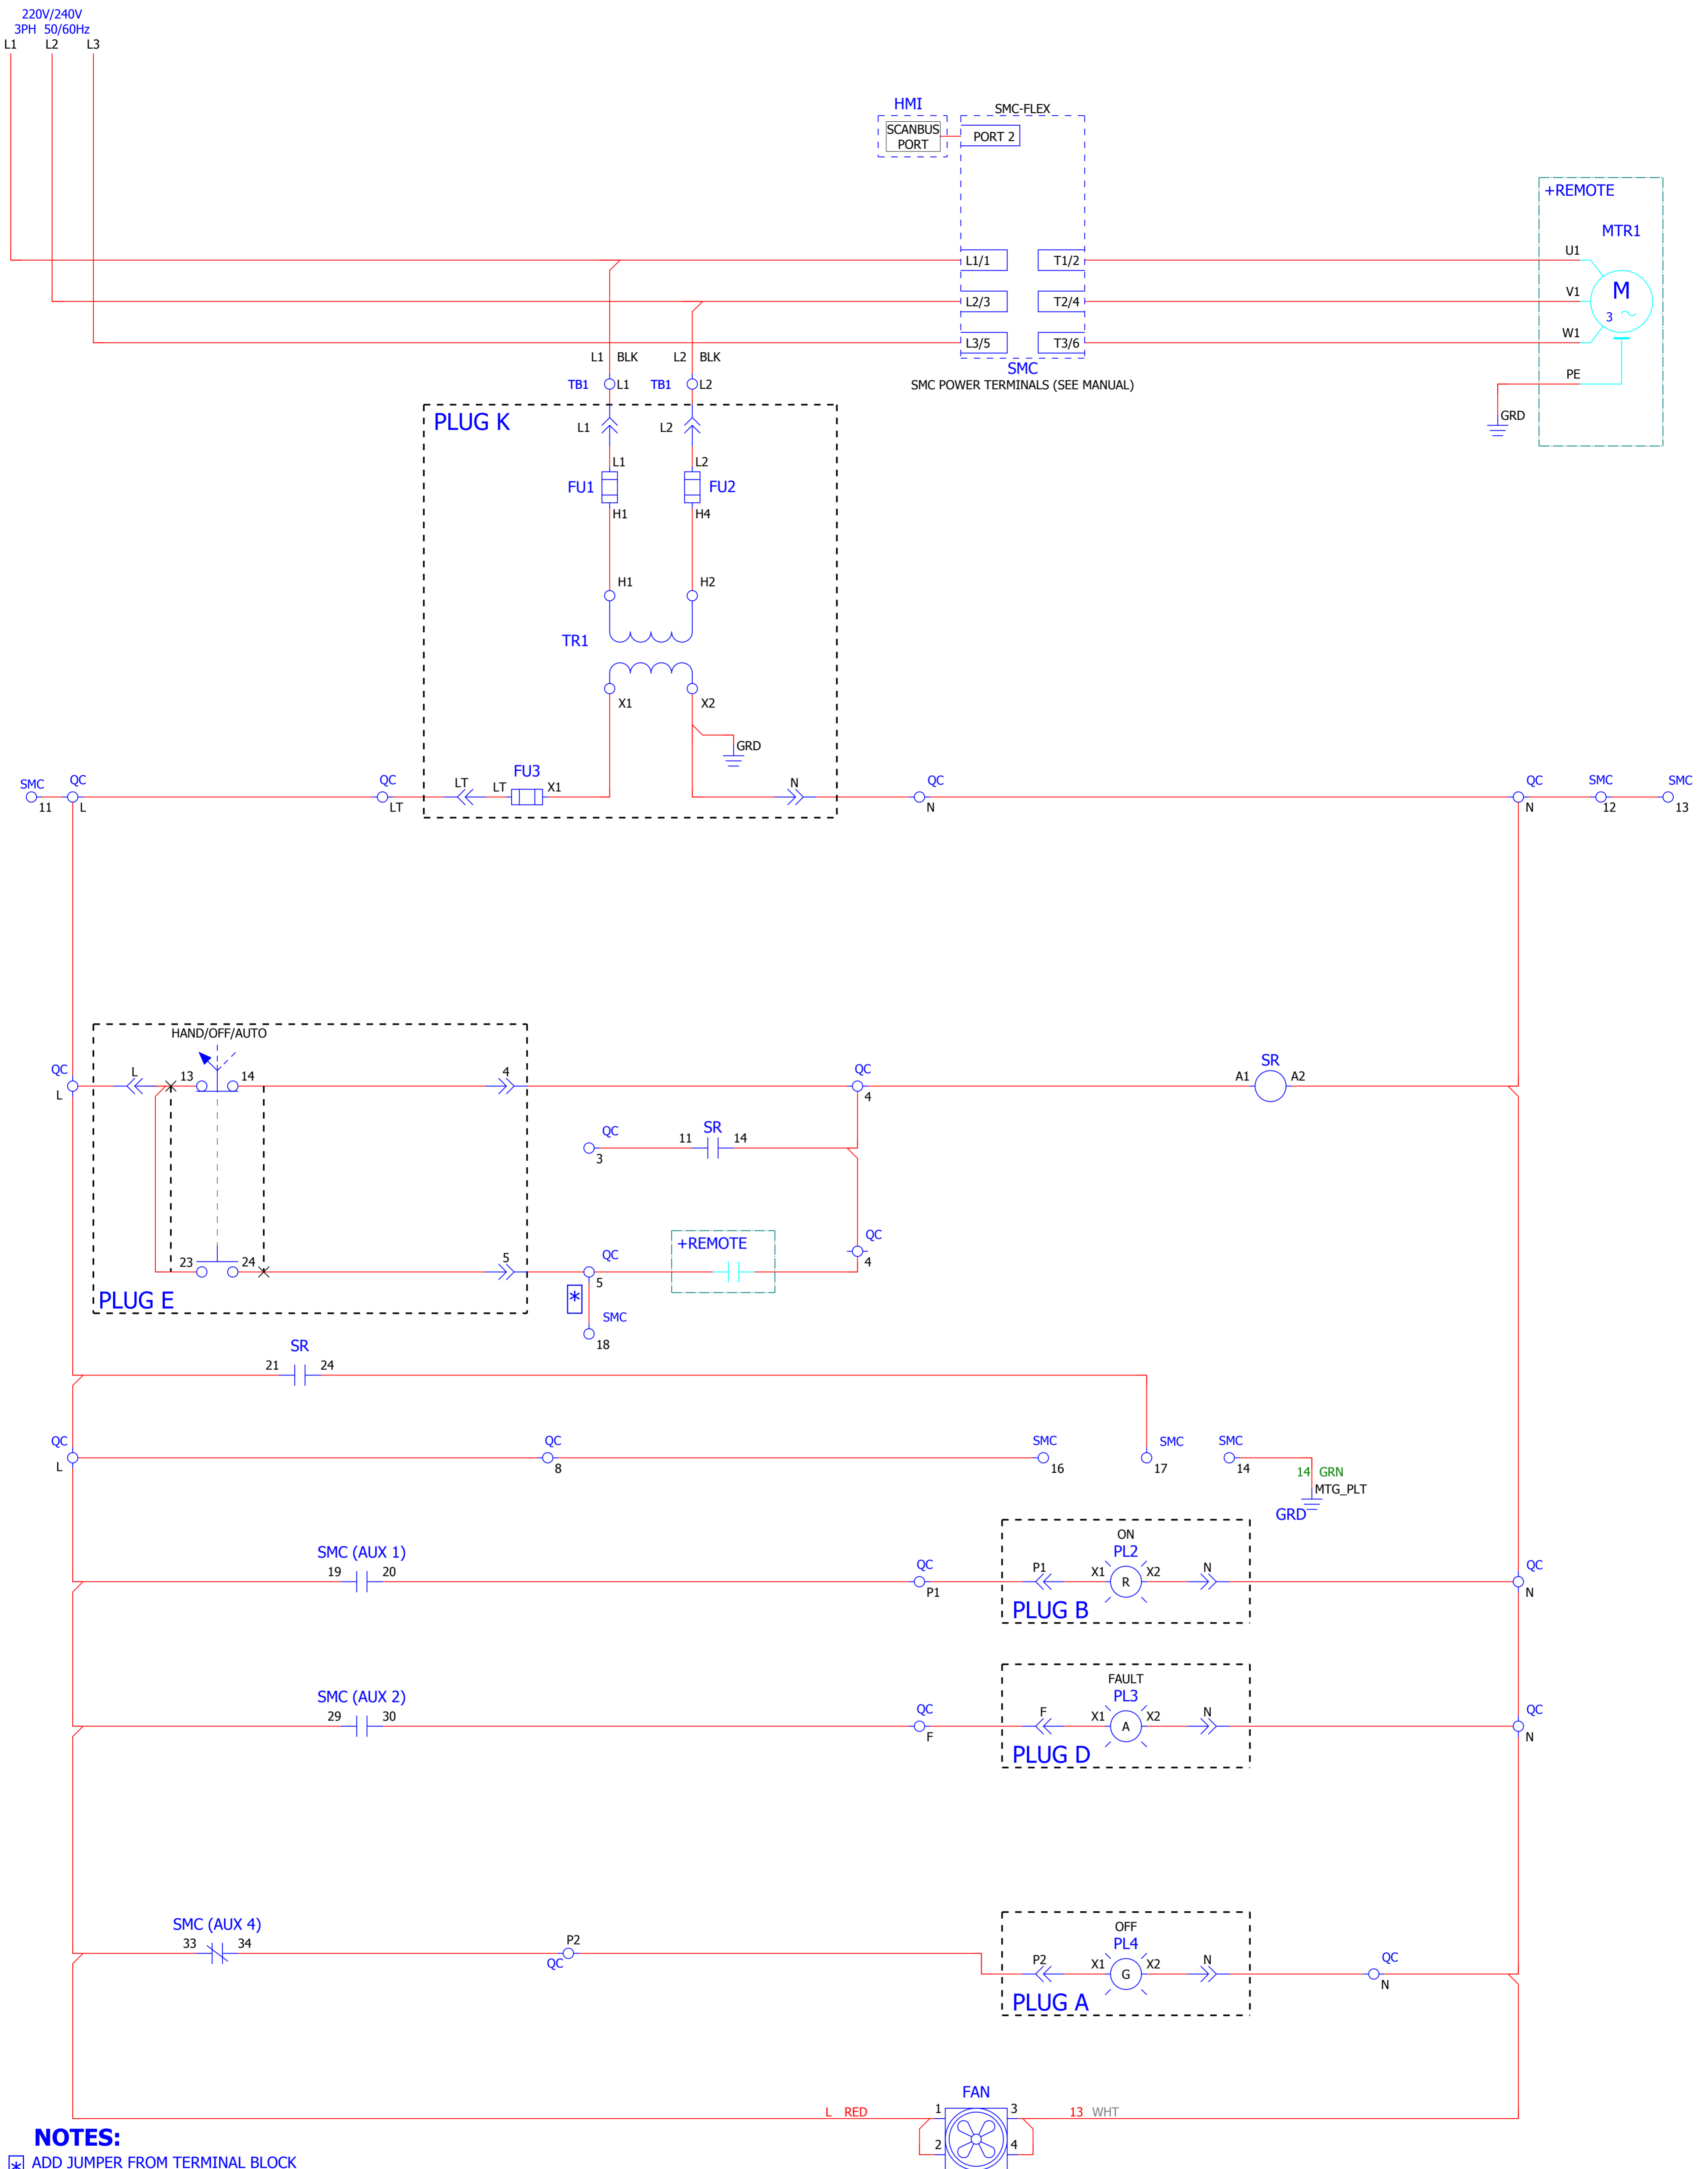 220V/240V
3PH 50/60Hz
L1 L2 L3
HMI
SCANBUS
PORT
SMC-FLEX
PORT 2
+REMOTE
MTR1
L1/1 T1/2 U1
L2/3 T2/4 V1
M
3
L3/5 T3/6 W1
SMC
SMC POWER TERMINALS (SEE MANUAL)
PE
GRD
L1 BLK L2 BLK
TB1 L1 TB1 L2
PLUG K
L1 L2
L1 L2
FU1 FU2
H1 H4
H1 H2
TR1
X1 X2
GRD
SMC QC QC LT LT FU3 X1 N QC QC SMC SMC
11 L LT N N 12 13
HAND/OFF/AUTO
QC L 13 14 4 QC SR
L 4 A1 A2
QC 11 SR 14
3
+REMOTE
QC
4
23 24 5 QC
5
PLUG E
*
SMC
18
SR
21 24
QC QC SMC SMC SMC
L 8 16 17 14
14 GRN
MTG_PLT
GRD
ON
SMC (AUX 1) PL2
19 20 QC P1 X1 R X2 N QC
P1 N
PLUG B
FAULT
SMC (AUX 2) PL3
29 30 QC F X1 A X2 N QC
F N
PLUG D
OFF
SMC (AUX 4) PL4
33 34 P2 P2 X1 G X2 N QC
QC N
PLUG A
FAN
L RED 1 3 13 WHT
2 4
NOTES:
* ADD JUMPER FROM TERMINAL BLOCK